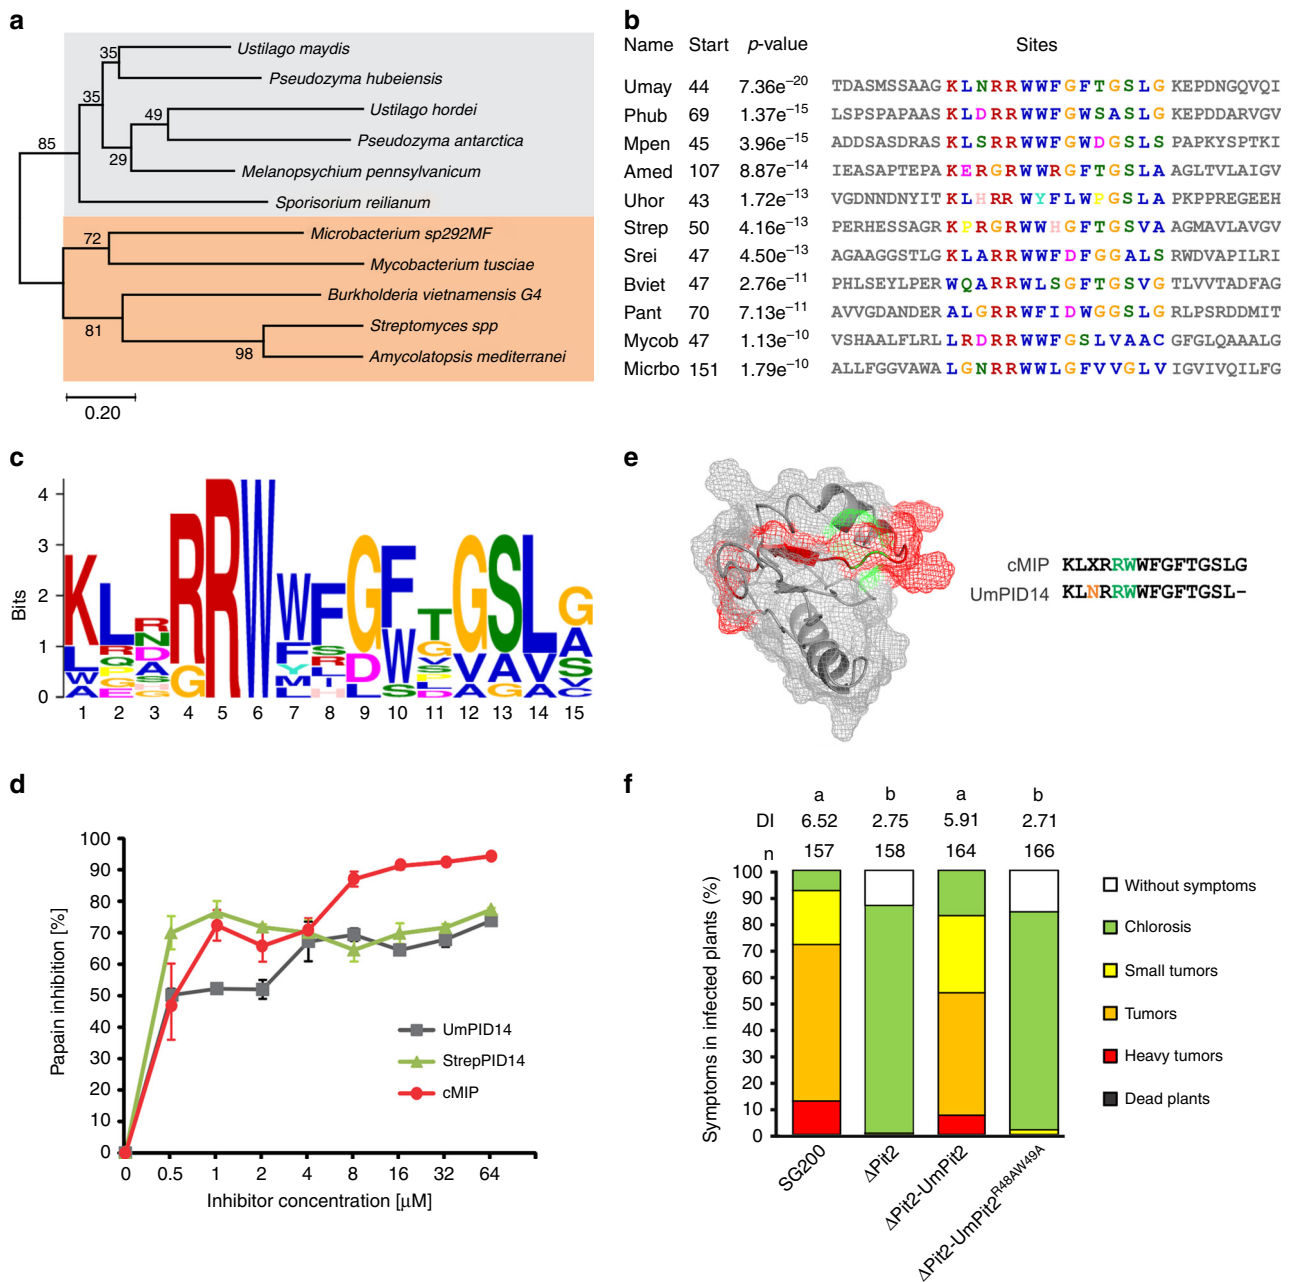 a
35
Ustilago maydis
Pseudozyma hubeiensis
35
49
Ustilago hordei
Pseudozyma antarctica
85
29
Melanopsychium pennsylvanicum
Sporisorium reilianum
72
Microbacterium sp292MF
Mycobacterium tusciae
Burkholderia vietnamensis G4
81
Streptomyces spp
98
Amycolatopsis mediterranei
0.20
b
Name Start p-value Sites
Umay 44 7.36e−20 TDASMSSAAG KLNRRWWFGFTGSLG KEPDNGQVQI
Phub 69 1.37e−15 LSPSPAPAAS KLDRRWWFGWSASLG KEPDDARVGV
Mpen 45 3.96e−15 ADDSASDRAS KLSRRWWFGWDGSLS PAPKYSPTKI
Amed 107 8.87e−14 IEASAPTEPA KERGRWWRGFTGSLA AGLTVLAIGV
Uhor 43 1.72e−13 VGDNNDNYIT KLHRRWYFLWPGSLA PKPPREGEEH
Strep 50 4.16e−13 PERHESSAGR KPRGRWWHGFTGSVA AGMAVLAVGV
Srei 47 4.50e−13 AGAAGGSTLG KLARRWWFDFGGALS RWDVAPILRI
Bviet 47 2.76e−11 PHLSEYLPER WQARRWLSGFTGSVG TLVVTADFAG
Pant 70 7.13e−11 AVVGDANDER ALGRRWFIDWGGSLG RLPSRDDMIT
Mycob 47 1.13e−10 VSHAALFLRL LRDRRWWFGSLVAAC GFGLQAAALG
Micrbo 151 1.79e−10 ALLFGGVAWA LGNRRWWLGFVVGLV IGVIVQILFG
c
Bits
4
3
2
1
0
1 2 3 4 5 6 7 8 9 10 11 12 13 14 15
e
cMIP KLXRRWWFGFTGSLG
UmPID14 KLNRRWWFGFTGSL–
d
Papain inhibition [%]
100
90
80
70
60
50
40
30
20
10
0
0 0.5 1 2 4 8 16 32 64
Inhibitor concentration [μM]
UmPID14
StrepPID14
cMIP
f
a b a b
DI 6.52 2.75 5.91 2.71
n 157 158 164 166
Symptoms in infected plants (%)
100
90
80
70
60
50
40
30
20
10
0
SG200
ΔPit2
ΔPit2-UmPit2
ΔPit2-UmPit2R48AW49A
Without symptoms
Chlorosis
Small tumors
Tumors
Heavy tumors
Dead plants